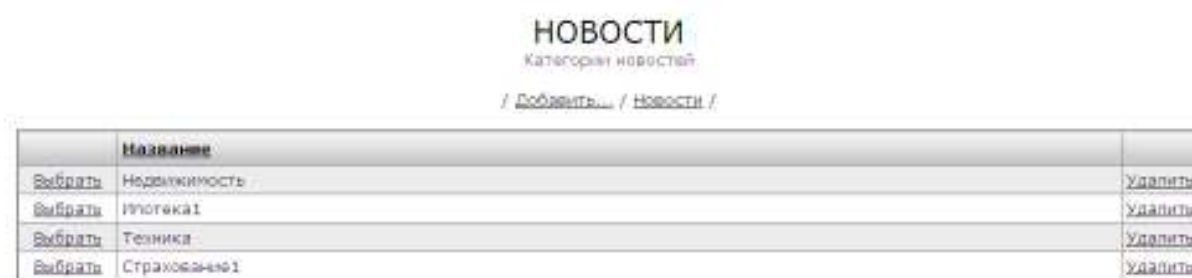 НОВОСТИ
Категории новостей
/ Добавить... / Новости /
Название
Выбрать Недвижимость Удалить
Выбрать Ипотека1 Удалить
Выбрать Техника Удалить
Выбрать Страхование1 Удалить